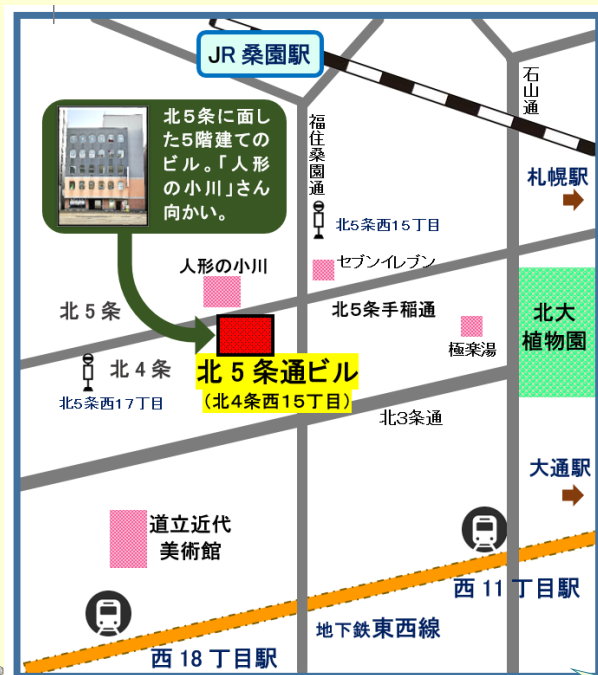 JR 桑園駅
石山通
北5条に面し
た5階建ての
ビル。「人形
の小川」さん
向かい。
福住桑園通
札幌駅
北5条西15丁目
人形の小川
セブンイレブン
北5条
北5条手稲通
北大
植物園
極楽湯
北4条
北5条西17丁目
北5条通ビル
(北4条西15丁目)
北3条通
大通駅
道立近代
美術館
西11丁目駅
地下鉄東西線
西18丁目駅